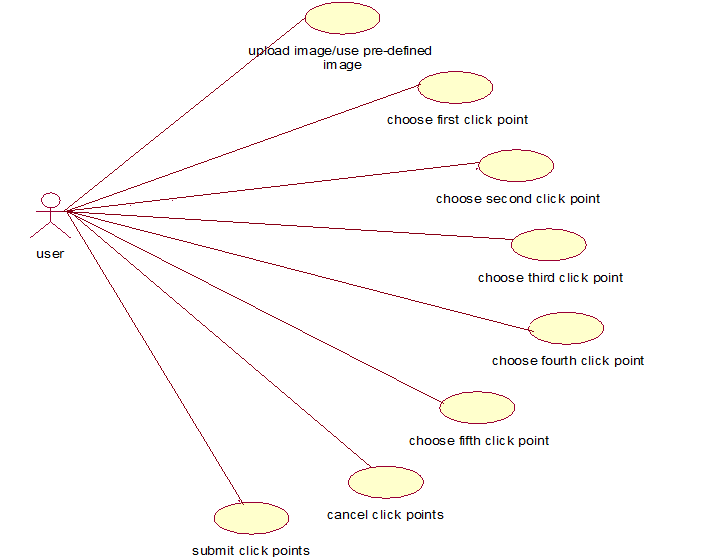 upload image/use pre-defined
image
choose first click point
choose second click point
user
choose third click point
choose fourth click point
choose fifth click point
cancel click points
submit click points